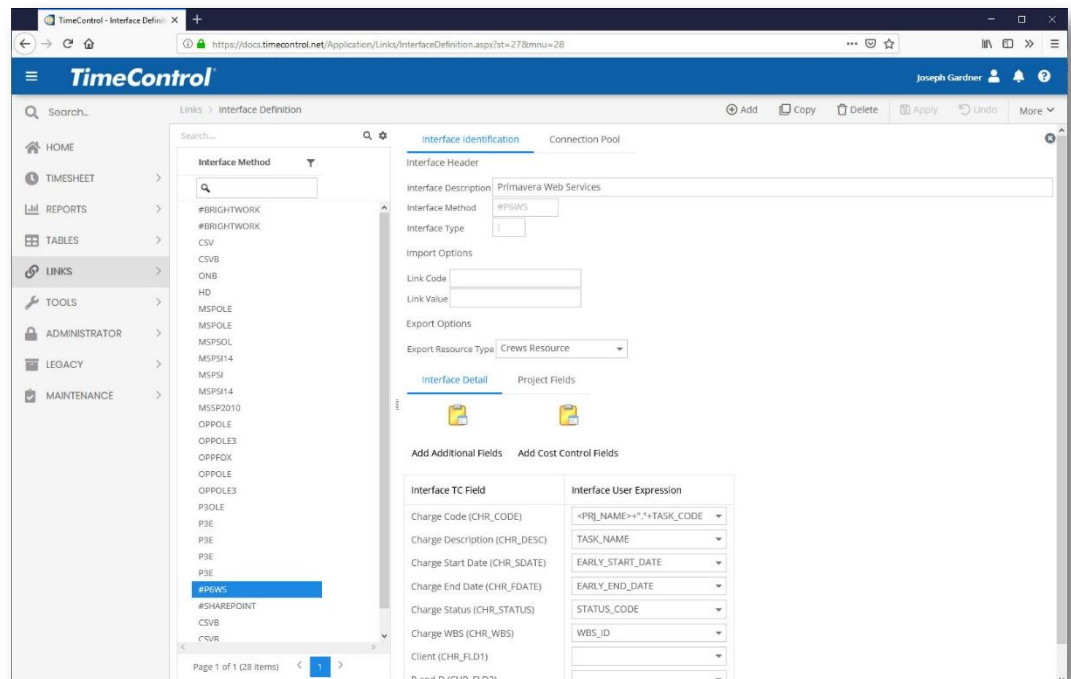 TimeControl - Interface Definit
https://docs.timecontrol.net/Application/Links/InterfaceDefinition.aspx?st=27&mnu=28
TimeControl
Joseph Gardner
Search...
Links > Interface Definition
Add Copy Delete Apply Undo More
HOME
TIMESHEET
REPORTS
TABLES
LINKS
TOOLS
ADMINISTRATOR
LEGACY
MAINTENANCE
Search...
Interface Method
#BRIGHTWORK
#BRIGHTWORK
CSV
CSVB
ONB
HD
MSPOLE
MSPOLE
MSPSOL
MSPSI14
MSPSI
MSPSI14
MSSP2010
OPPOLE
OPPOLE3
OPPFOX
OPPOLE
OPPOLE3
P3OLE
P3E
P3E
P3E
P3E
#P6WS
#SHAREPOINT
CSVB
CSVB
Page 1 of 1 (28 items) < 1 >
Interface Identification Connection Pool
Interface Header
Interface Description Primavera Web Services
Interface Method #P6WS
Interface Type I
Import Options
Link Code
Link Value
Export Options
Export Resource Type Crews Resource
Interface Detail Project Fields
Add Additional Fields Add Cost Control Fields
Interface TC Field Interface User Expression
Charge Code (CHR_CODE) <PRJ_NAME>+"."+TASK_CODE
Charge Description (CHR_DESC) TASK_NAME
Charge Start Date (CHR_SDATE) EARLY_START_DATE
Charge End Date (CHR_FDATE) EARLY_END_DATE
Charge Status (CHR_STATUS) STATUS_CODE
Charge WBS (CHR_WBS) WBS_ID
Client (CHR_FLD1)
R and D (CHR_FLD2)